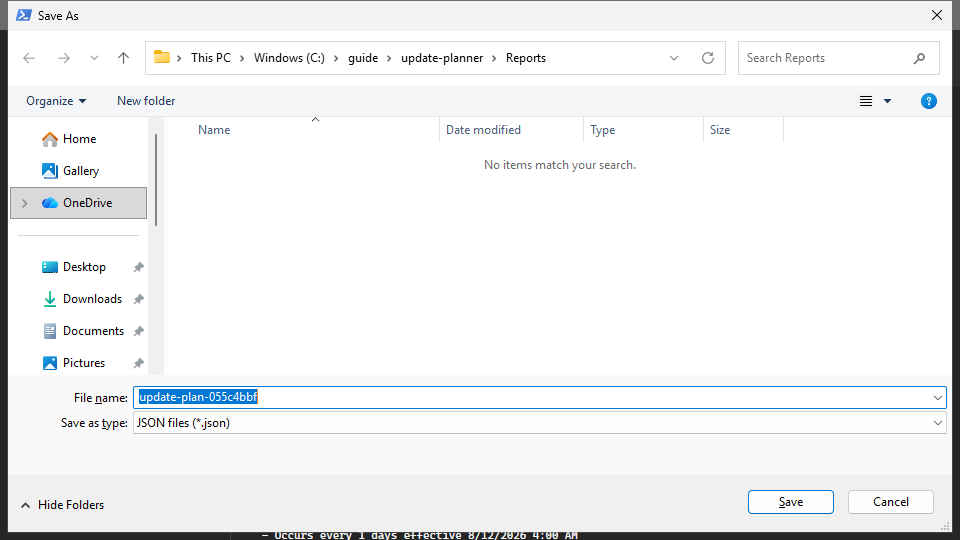 Save As
This PC > Windows (C:) > guide > update-planner > Reports
Search Reports
Organize
New folder
Home
Gallery
OneDrive
Desktop
Downloads
Documents
Pictures
Name
Date modified
Type
Size
No items match your search.
File name: update-plan-055c4bbf
Save as type: JSON files (*.json)
Hide Folders
Save
Cancel
- Occurs every 1 days effective 8/12/2026 4:00 AM